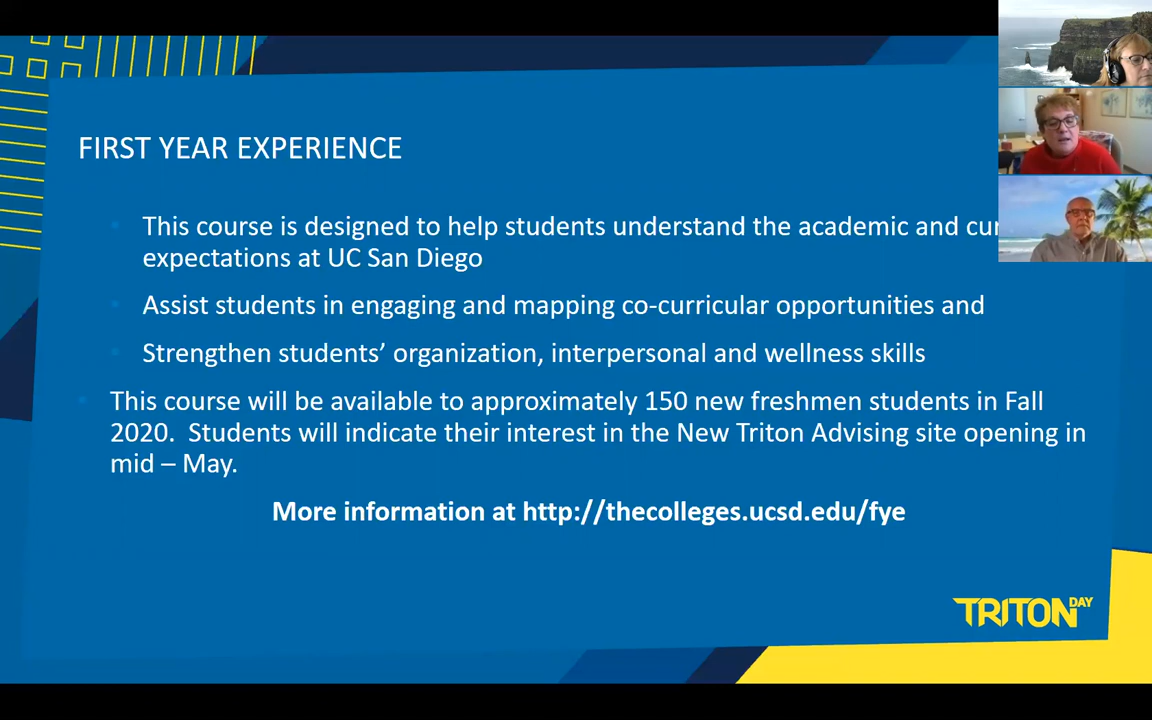 FIRST YEAR EXPERIENCE
This course is designed to help students understand the academic and
expectations at UC San Diego
Assist students in engaging and mapping co-curricular opportunities and
Strengthen students’ organization, interpersonal and wellness skills
This course will be available to approximately 150 new freshmen students in Fall
2020. Students will indicate their interest in the New Triton Advising site opening in
mid – May.
More information at http://thecolleges.ucsd.edu/fye
TRITON DAY